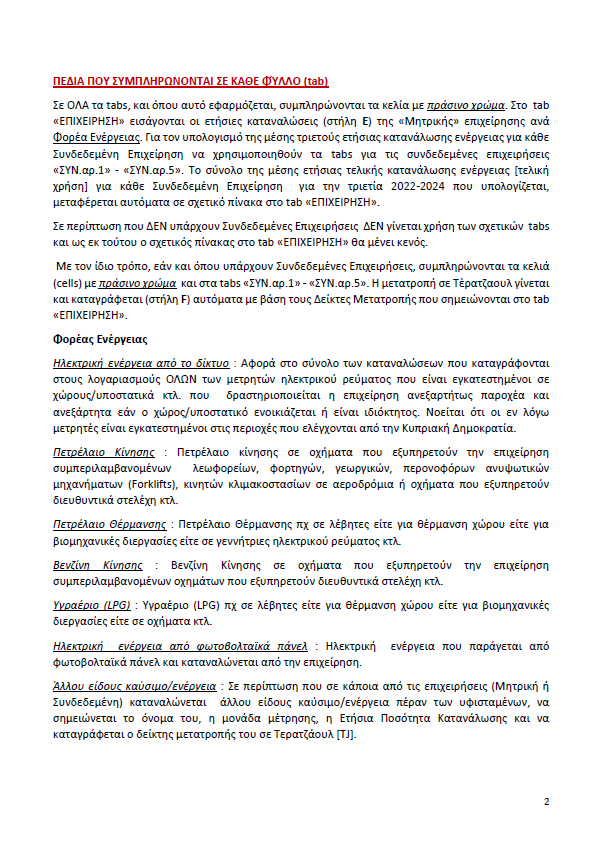 ΠΕΔΙΑ ΠΟΥ ΣΥΜΠΛΗΡΩΝΟΝΤΑΙ ΣΕ ΚΑΘΕ ΦΎΛΛΟ (tab)
Σε ΟΛΑ τα tabs, και όπου αυτό εφαρμόζεται, συμπληρώνονται τα κελία με πράσινο χρώμα. Στο tab
«ΕΠΙΧΕΙΡΗΣΗ» εισάγονται οι ετήσιες καταναλώσεις (στήλη Ε) της «Μητρικής» επιχείρησης ανά
Φορέα Ενέργειας. Για τον υπολογισμό της μέσης τριετούς ετήσιας κατανάλωσης ενέργειας για κάθε
Συνδεδεμένη Επιχείρηση να χρησιμοποιηθούν τα tabs για τις συνδεδεμένες επιχειρήσεις
«ΣΥΝ.αρ.1» - «ΣΥΝ.αρ.5». Το σύνολο της μέσης ετήσιας τελικής κατανάλωσης ενέργειας [τελική
χρήση] για κάθε Συνδεδεμένη Επιχείρηση για την τριετία 2022-2024 που υπολογίζεται,
μεταφέρεται αυτόματα σε σχετικό πίνακα στο tab «ΕΠΙΧΕΙΡΗΣΗ».
Σε περίπτωση που ΔΕΝ υπάρχουν Συνδεδεμένες Επιχειρήσεις ΔΕΝ γίνεται χρήση των σχετικών tabs
και ως εκ τούτου ο σχετικός πίνακας στο tab «ΕΠΙΧΕΙΡΗΣΗ» θα μένει κενός.
Με τον ίδιο τρόπο, εάν και όπου υπάρχουν Συνδεδεμένες Επιχειρήσεις, συμπληρώνονται τα κελιά
(cells) με πράσινο χρώμα και στα tabs «ΣΥΝ.αρ.1» - «ΣΥΝ.αρ.5». Η μετατροπή σε Τέρατζαουλ γίνεται
και καταγράφεται (στήλη F) αυτόματα με βάση τους Δείκτες Μετατροπής που σημειώνονται στο tab
«ΕΠΙΧΕΙΡΗΣΗ».
Φορέας Ενέργειας
Ηλεκτρική ενέργεια από το δίκτυο : Αφορά στο σύνολο των καταναλώσεων που καταγράφονται
στους λογαριασμούς ΟΛΩΝ των μετρητών ηλεκτρικού ρεύματος που είναι εγκατεστημένοι σε
χώρους/υποστατικά κτλ. που δραστηριοποιείται η επιχείρηση ανεξαρτήτως παροχέα και
ανεξάρτητα εάν ο χώρος/υποστατικό ενοικιάζεται ή είναι ιδιόκτητος. Νοείται ότι οι εν λόγω
μετρητές είναι εγκατεστημένοι στις περιοχές που ελέγχονται από την Κυπριακή Δημοκρατία.
Πετρέλαιο Κίνησης : Πετρέλαιο κίνησης σε οχήματα που εξυπηρετούν την επιχείρηση
συμπεριλαμβανομένων λεωφορείων, φορτηγών, γεωργικών, περονοφόρων ανυψωτικών
μηχανήματων (Forklifts), κινητών κλιμακοστασίων σε αεροδρόμια ή οχήματα που εξυπηρετούν
διευθυντικά στελέχη κτλ.
Πετρέλαιο Θέρμανσης : Πετρέλαιο Θέρμανσης πχ σε λέβητες είτε για θέρμανση χώρου είτε για
βιομηχανικές διεργασίες είτε σε γεννήτριες ηλεκτρικού ρεύματος κτλ.
Βενζίνη Κίνησης : Βενζίνη Κίνησης σε οχήματα που εξυπηρετούν την επιχείρηση
συμπεριλαμβανομένων οχημάτων που εξυπηρετούν διευθυντικά στελέχη κτλ.
Υγραέριο (LPG) : Υγραέριο (LPG) πχ σε λέβητες είτε για θέρμανση χώρου είτε για βιομηχανικές
διεργασίες είτε σε οχήματα κτλ.
Ηλεκτρική ενέργεια από φωτοβολταϊκά πάνελ : Ηλεκτρική ενέργεια που παράγεται από
φωτοβολταϊκά πάνελ και καταναλώνεται από την επιχείρηση.
Άλλου είδους καύσιμο/ενέργεια : Σε περίπτωση που σε κάποια από τις επιχειρήσεις (Μητρική ή
Συνδεδεμένη) καταναλώνεται άλλου είδους καύσιμο/ενέργεια πέραν των υφισταμένων, να
σημειώνεται το όνομα του, η μονάδα μέτρησης, η Ετήσια Ποσότητα Κατανάλωσης και να
καταγράφεται ο δείκτης μετατροπής του σε Τερατζάουλ [TJ].
2